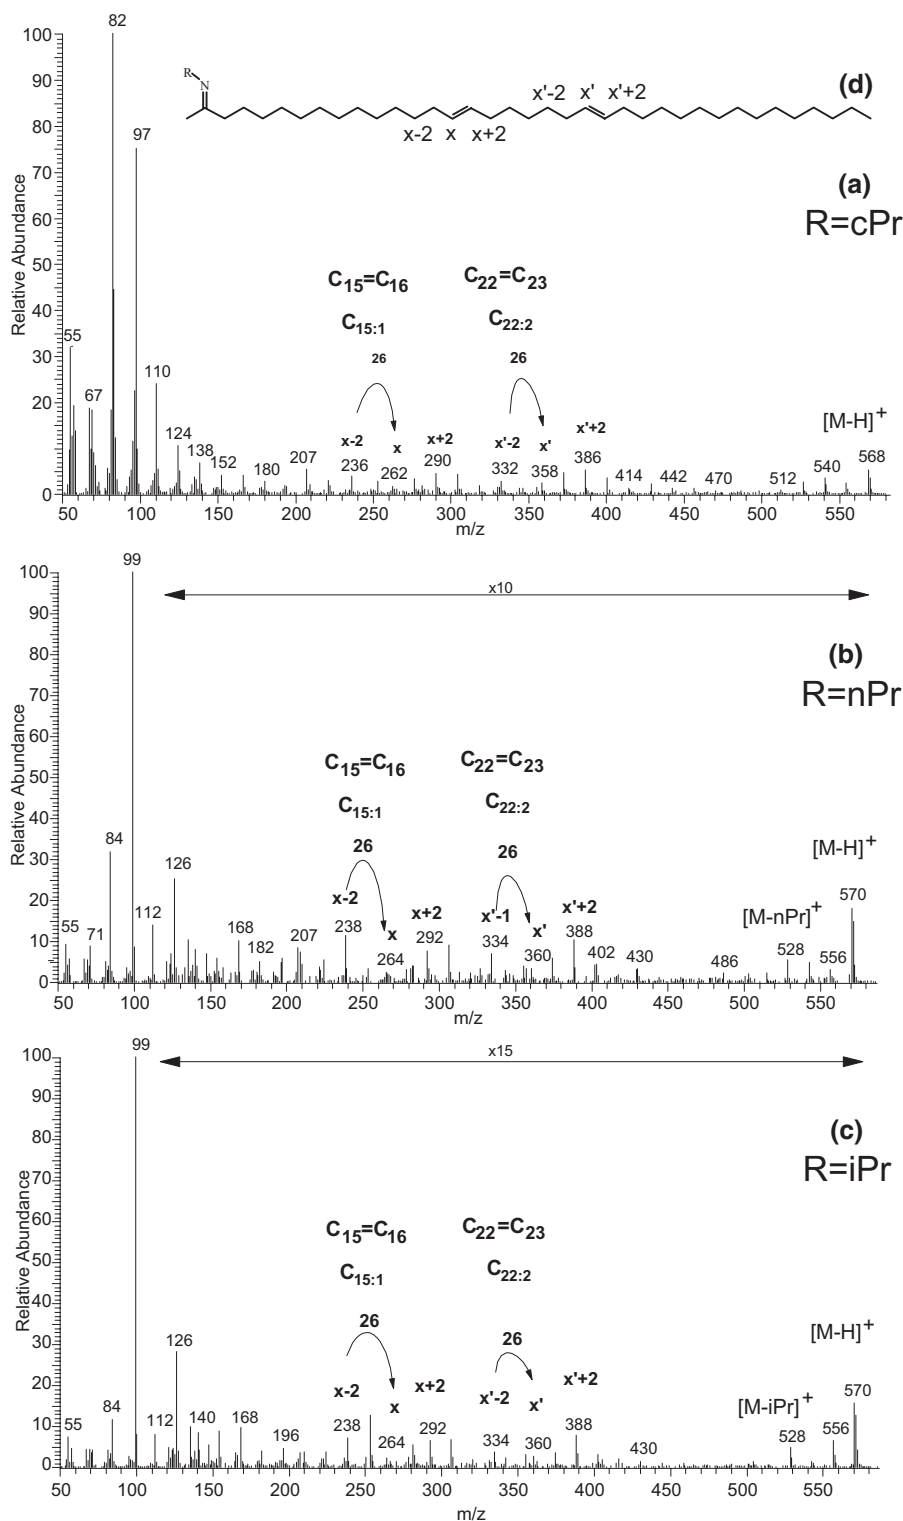 82
R
N
x'-2 x' x'+2
x-2 x x+2
(d)
(a)
R=cPr
97
C15=C16
C22=C23
C15:1
C22:2
26
26
55
67
110
124
138
152
180
207
x-2
236
x
262
x+2
290
x'-2
332
x'
358
x'+2
386
414
442
470
512
540
[M-H]+
568
Relative Abundance
100
90
80
70
60
50
40
30
20
10
0
50 100 150 200 250 300 350 400 450 500 550
m/z
99
x10
(b)
R=nPr
C15=C16
C22=C23
C15:1
C22:2
26
26
55
71
84
112
126
168
182
207
x-2
238
x
264
x+2
292
x'-1
334
x'
360
x'+2
388
402
430
486
[M-nPr]+
528
556
[M-H]+
570
Relative Abundance
100
90
80
70
60
50
40
30
20
10
0
50 100 150 200 250 300 350 400 450 500 550
m/z
99
x15
(c)
R=iPr
C15=C16
C22=C23
C15:1
C22:2
26
26
55
84
112
126
140
168
196
x-2
238
x
264
x+2
292
x'-2
334
x'
360
x'+2
388
430
[M-iPr]+
528
556
[M-H]+
570
Relative Abundance
100
90
80
70
60
50
40
30
20
10
0
50 100 150 200 250 300 350 400 450 500 550
m/z